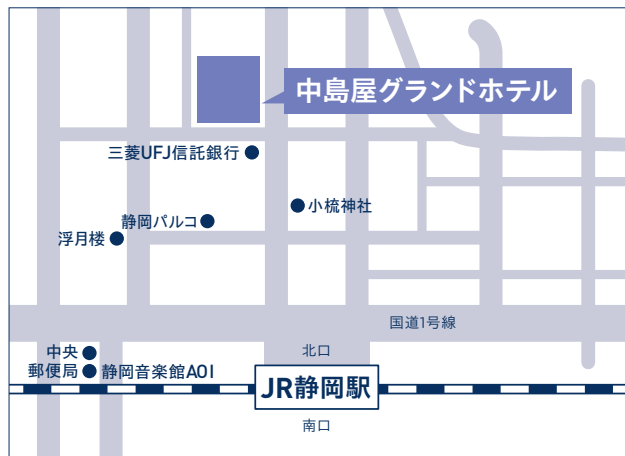 中島屋グランドホテル
三菱UFJ信託銀行
小梳神社
静岡パルコ
浮月楼
国道1号線
中央
郵便局
静岡音楽館AOI
北口
JR静岡駅
南口